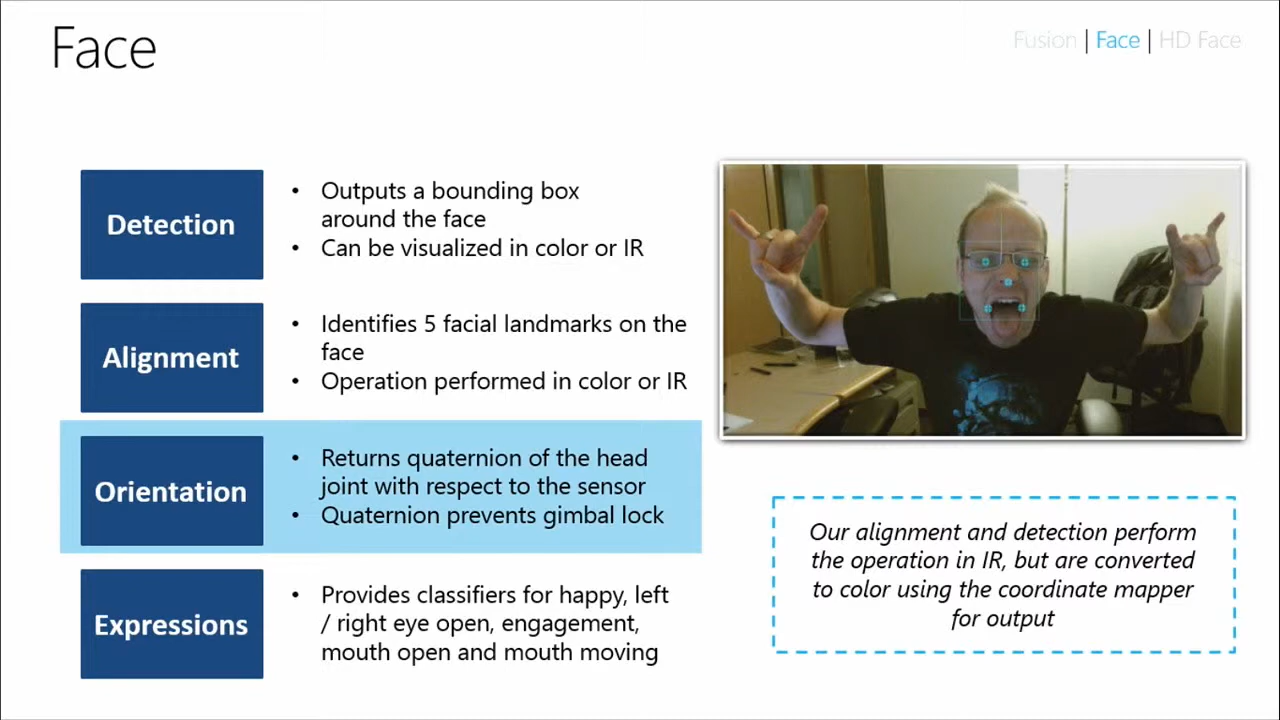 Face
Fusion | Face | HD Face
Detection
• Outputs a bounding box
around the face
• Can be visualized in color or IR
Alignment
• Identifies 5 facial landmarks on the
face
• Operation performed in color or IR
Orientation
• Returns quaternion of the head
joint with respect to the sensor
• Quaternion prevents gimbal lock
Expressions
• Provides classifiers for happy, left
/ right eye open, engagement,
mouth open and mouth moving
Our alignment and detection perform
the operation in IR, but are converted
to color using the coordinate mapper
for output